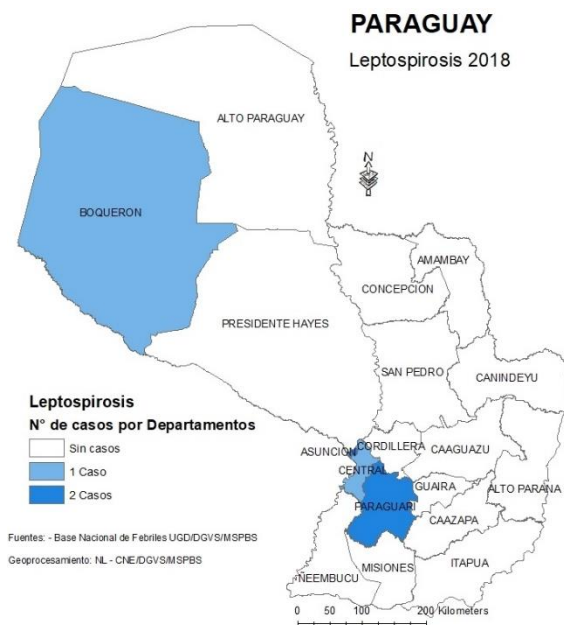 PARAGUAY
Leptospirosis 2018
N
ALTO PARAGUAY
BOQUERON
AMAMBAY
CONCEPCION
PRESIDENTE HAYES
SAN PEDRO
CANINDEYU
Leptospirosis
N° de casos por Departamentos
Sin casos
1 Caso
2 Casos
ASUNCION
CORDILLERA
CAAGUAZU
CENTRAL
GUAIRA
ALTO PARANA
PARAGUARI
CAAZAPA
ITAPUA
MISIONES
ÑEEMBUCU
Fuentes: - Base Nacional de Febriles UGD/DGVS/MSPBS
Geoprocesamiento: NL - CNE/DGVS/MSPBS
0 50 100 200 Kilometers